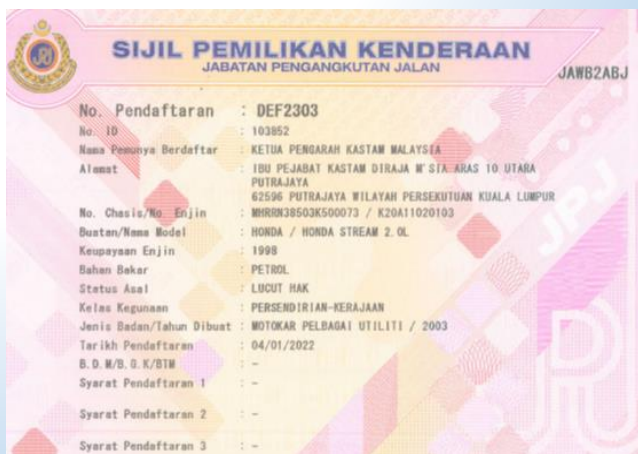 SIJIL PEMILIKAN KENDERAAN
JABATAN PENGANGKUTAN JALAN
JAWB2ABJ
No. Pendaftaran : DEF2303
No. ID : 103852
Nama Pemunya Berdaftar : KETUA PENGARAH KASTAM MALAYSIA
Alamat : IBU PEJABAT KASTAM DIRAJA M'SIA ARAS 10 UTARA
PUTRAJAYA
62596 PUTRAJAYA WILAYAH PERSEKUTUAN KUALA LUMPUR
No. Chasis/No. Enjin : MHRRN38503K500073 / K20A11020103
Buatan/Nama Model : HONDA / HONDA STREAM 2.0L
Keupayaan Enjin : 1998
Bahan Bakar : PETROL
Status Asal : LUCUT HAK
Kelas Kegunaan : PERSENDIRIAN-KERAJAAN
Jenis Badan/Tahun Dibuat : MOTOKAR PELBAGAI UTILITI / 2003
Tarikh Pendaftaran : 04/01/2022
B.D.M/B.G.K/BTM : -
Syarat Pendaftaran 1 : -
Syarat Pendaftaran 2 : -
Syarat Pendaftaran 3 : -
JPJ